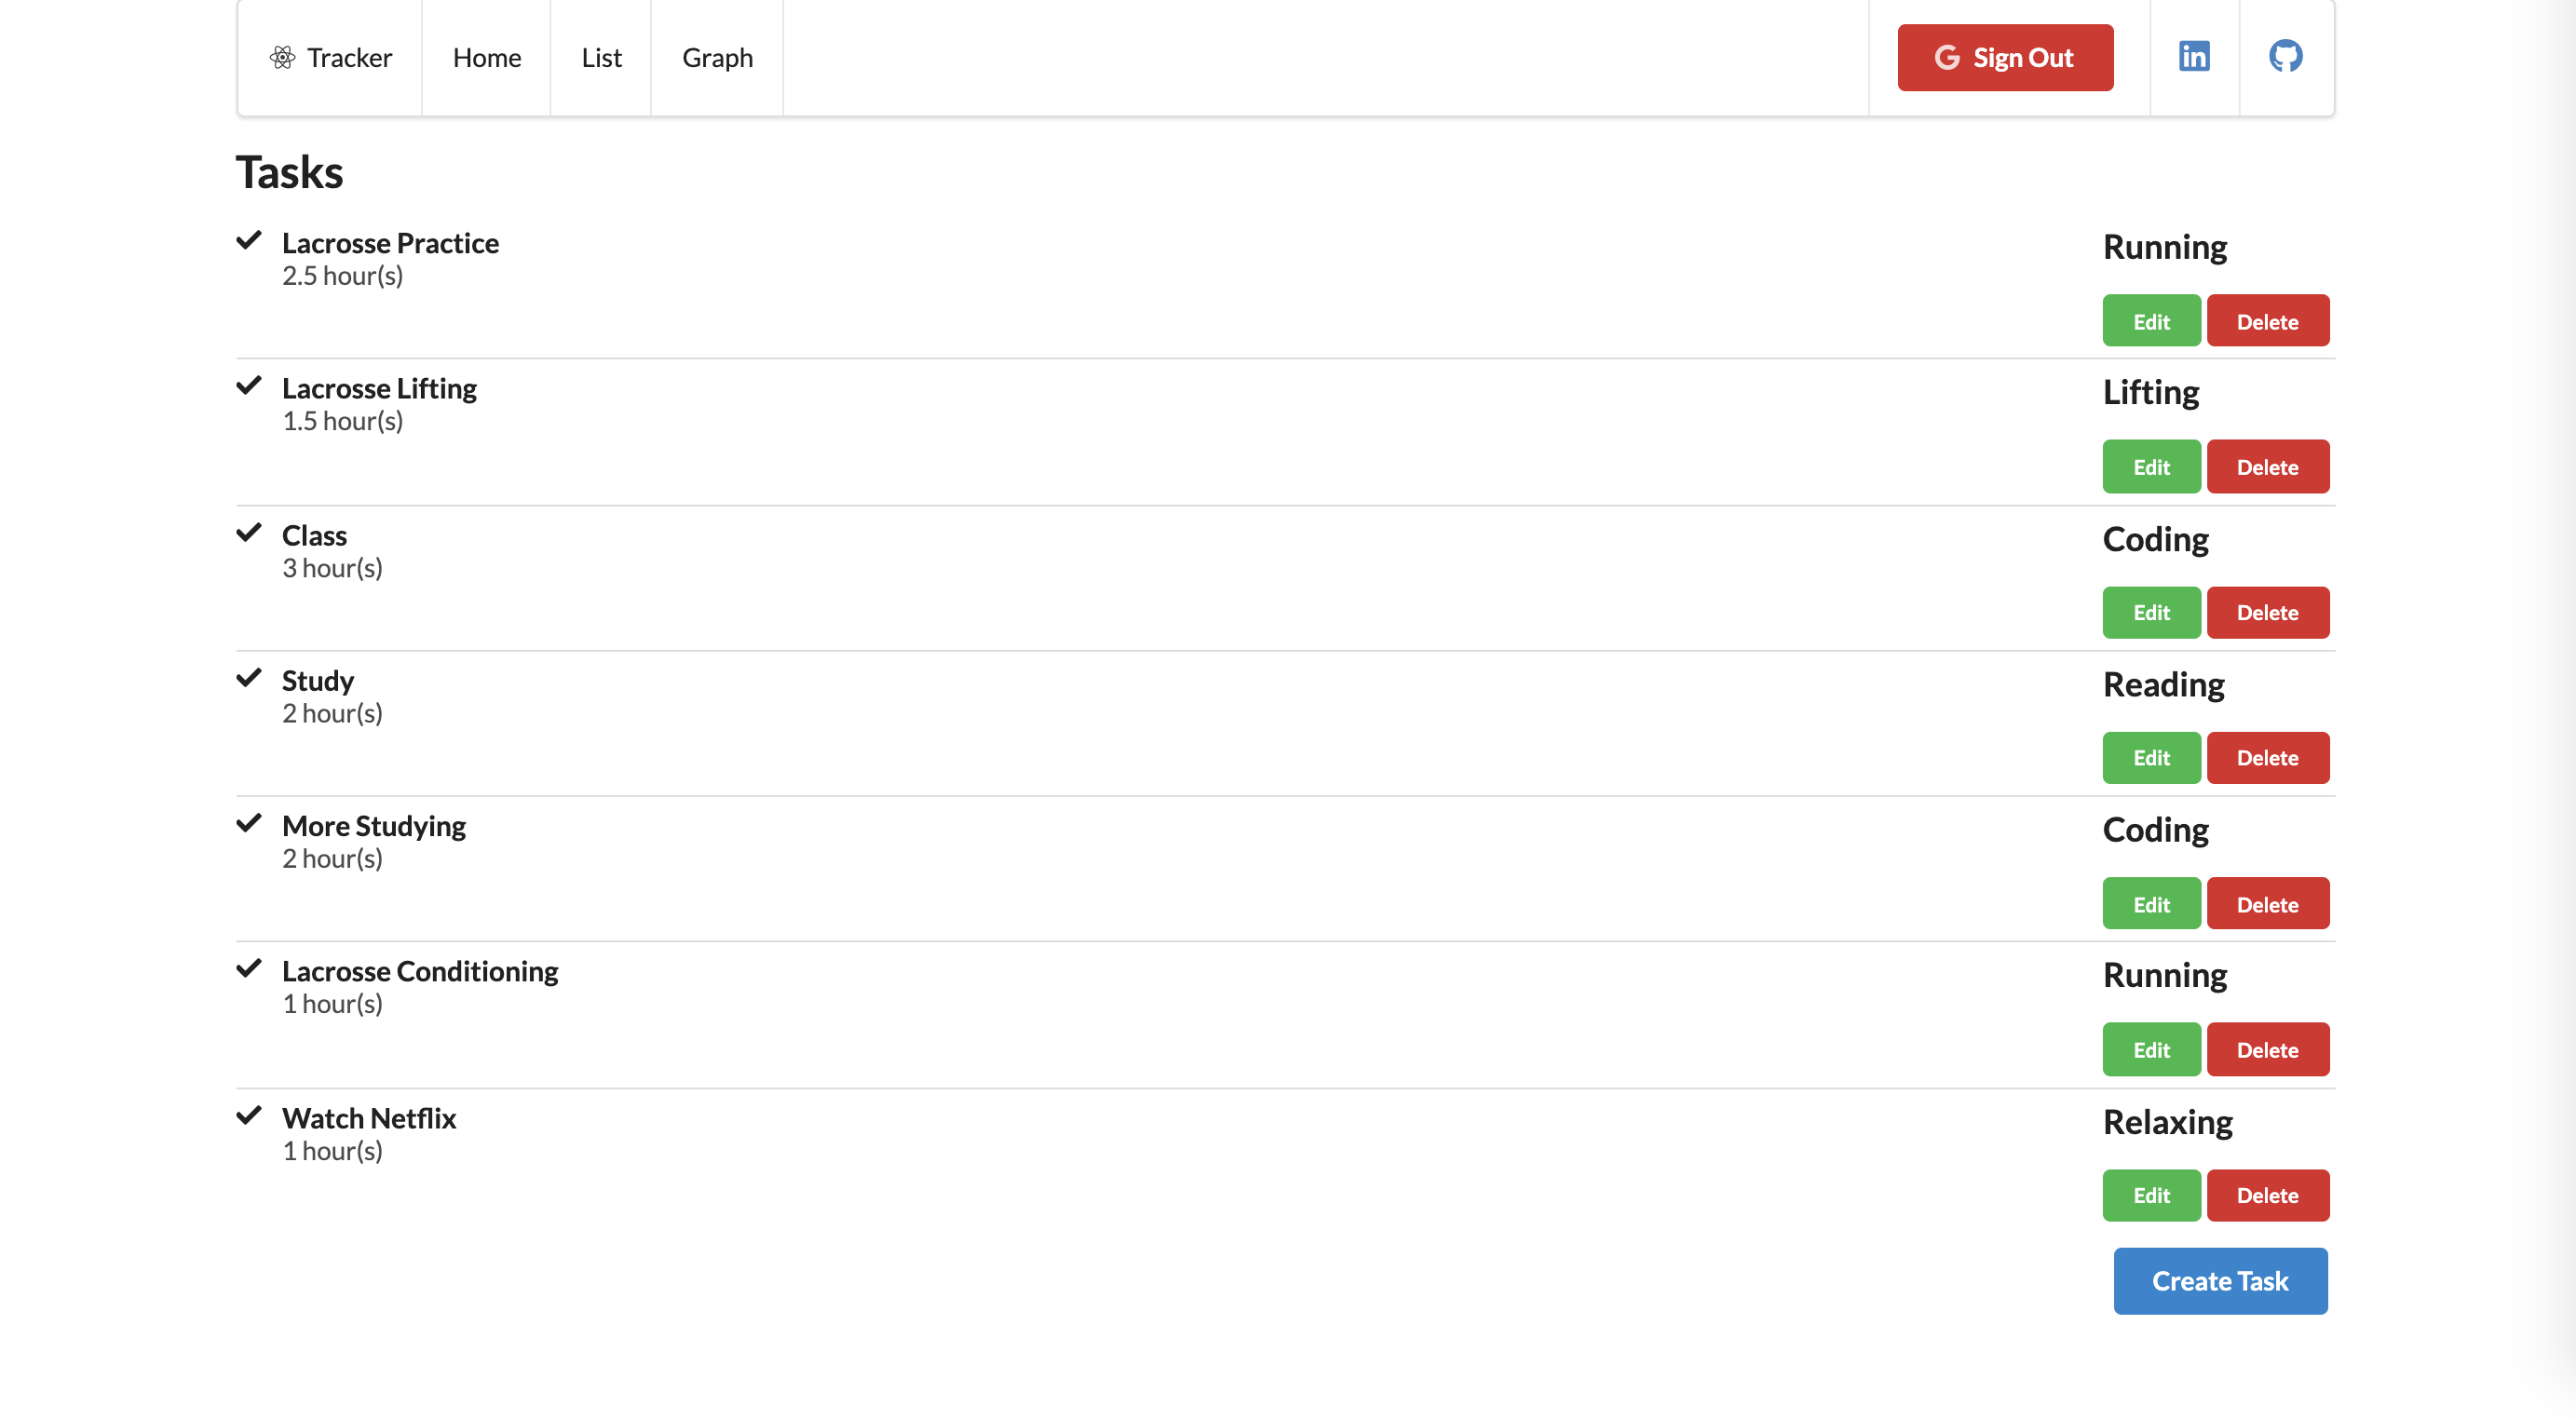 Tracker Home List Graph Sign Out
Tasks
Lacrosse Practice Running
2.5 hour(s)
Edit Delete
Lacrosse Lifting Lifting
1.5 hour(s)
Edit Delete
Class Coding
3 hour(s)
Edit Delete
Study Reading
2 hour(s)
Edit Delete
More Studying Coding
2 hour(s)
Edit Delete
Lacrosse Conditioning Running
1 hour(s)
Edit Delete
Watch Netflix Relaxing
1 hour(s)
Edit Delete
Create Task